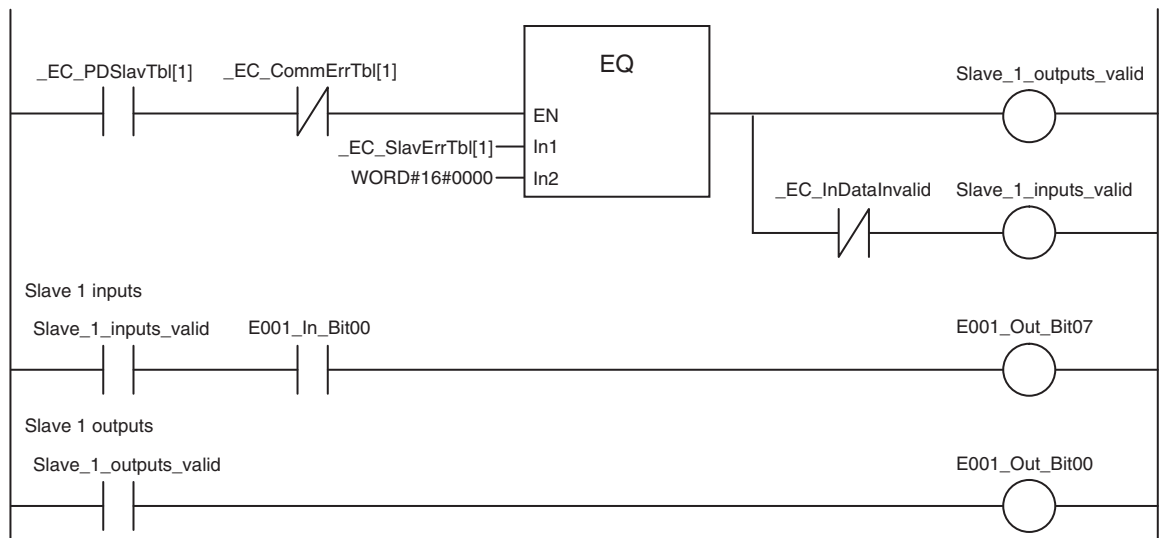 EQ
_EC_PDSlavTbl[1] _EC_CommErrTbl[1] Slave_1_outputs_valid
EN
_EC_SlavErrTbl[1] In1
WORD#16#0000 In2
_EC_InDataInvalid Slave_1_inputs_valid
Slave 1 inputs
Slave_1_inputs_valid E001_In_Bit00 E001_Out_Bit07
Slave 1 outputs
Slave_1_outputs_valid E001_Out_Bit00